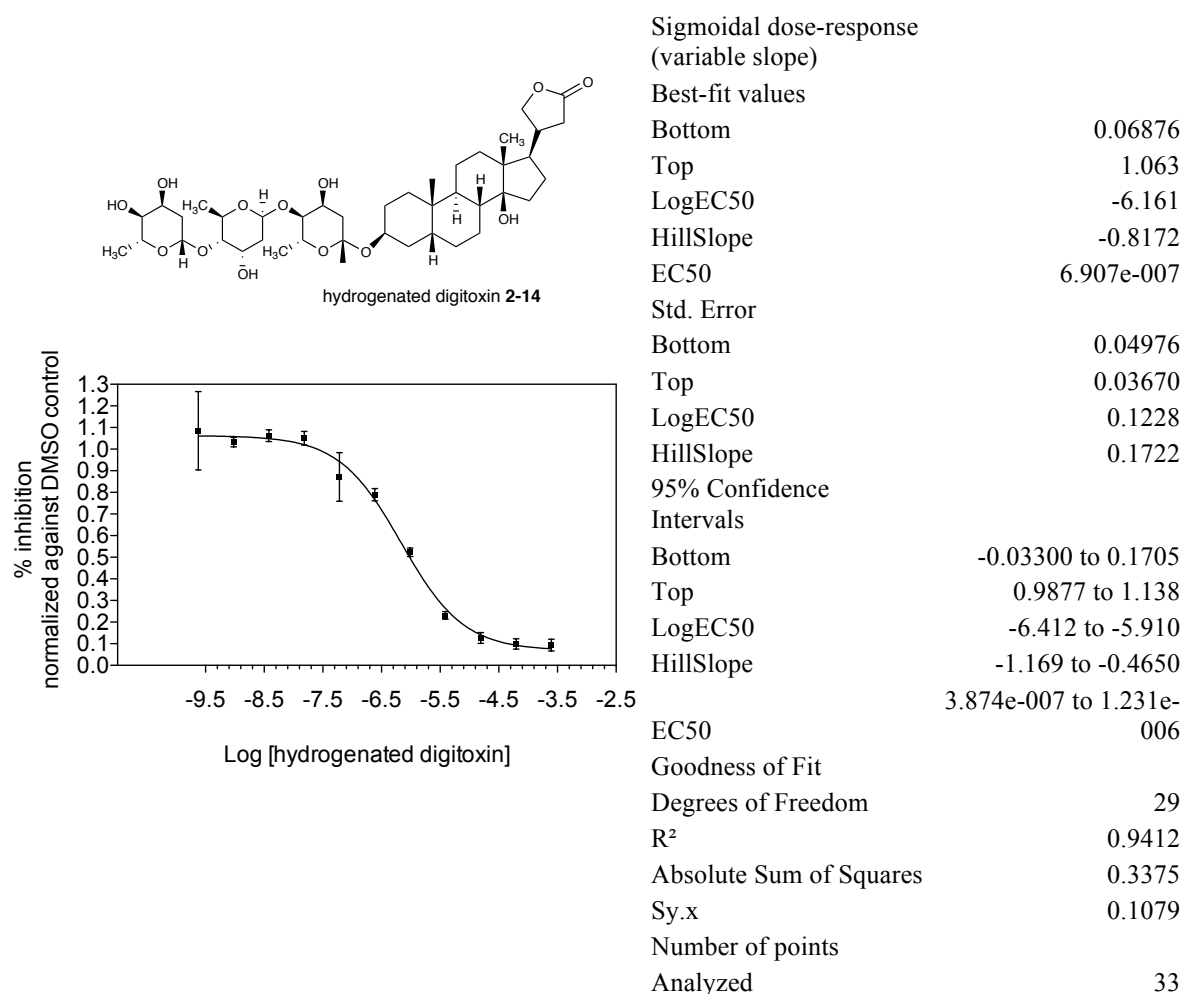 O
O
CH₃
H
H
OH
H
OH
HO
H₃C
O
H
O
H₃C
O
H
O
OH
OH
H₃C
O
O
H
hydrogenated digitoxin 2-14
1.3
1.2
1.1
1.0
0.9
0.8
0.7
0.6
0.5
0.4
0.3
0.2
0.1
0.0
% inhibition
normalized against DMSO control
-9.5 -8.5 -7.5 -6.5 -5.5 -4.5 -3.5 -2.5
Log [hydrogenated digitoxin]
Sigmoidal dose-response
(variable slope)
Best-fit values
Bottom 0.06876
Top 1.063
LogEC50 -6.161
HillSlope -0.8172
EC50 6.907e-007
Std. Error
Bottom 0.04976
Top 0.03670
LogEC50 0.1228
HillSlope 0.1722
95% Confidence
Intervals
Bottom -0.03300 to 0.1705
Top 0.9877 to 1.138
LogEC50 -6.412 to -5.910
HillSlope -1.169 to -0.4650
3.874e-007 to 1.231e-
EC50 006
Goodness of Fit
Degrees of Freedom 29
R² 0.9412
Absolute Sum of Squares 0.3375
Sy.x 0.1079
Number of points
Analyzed 33